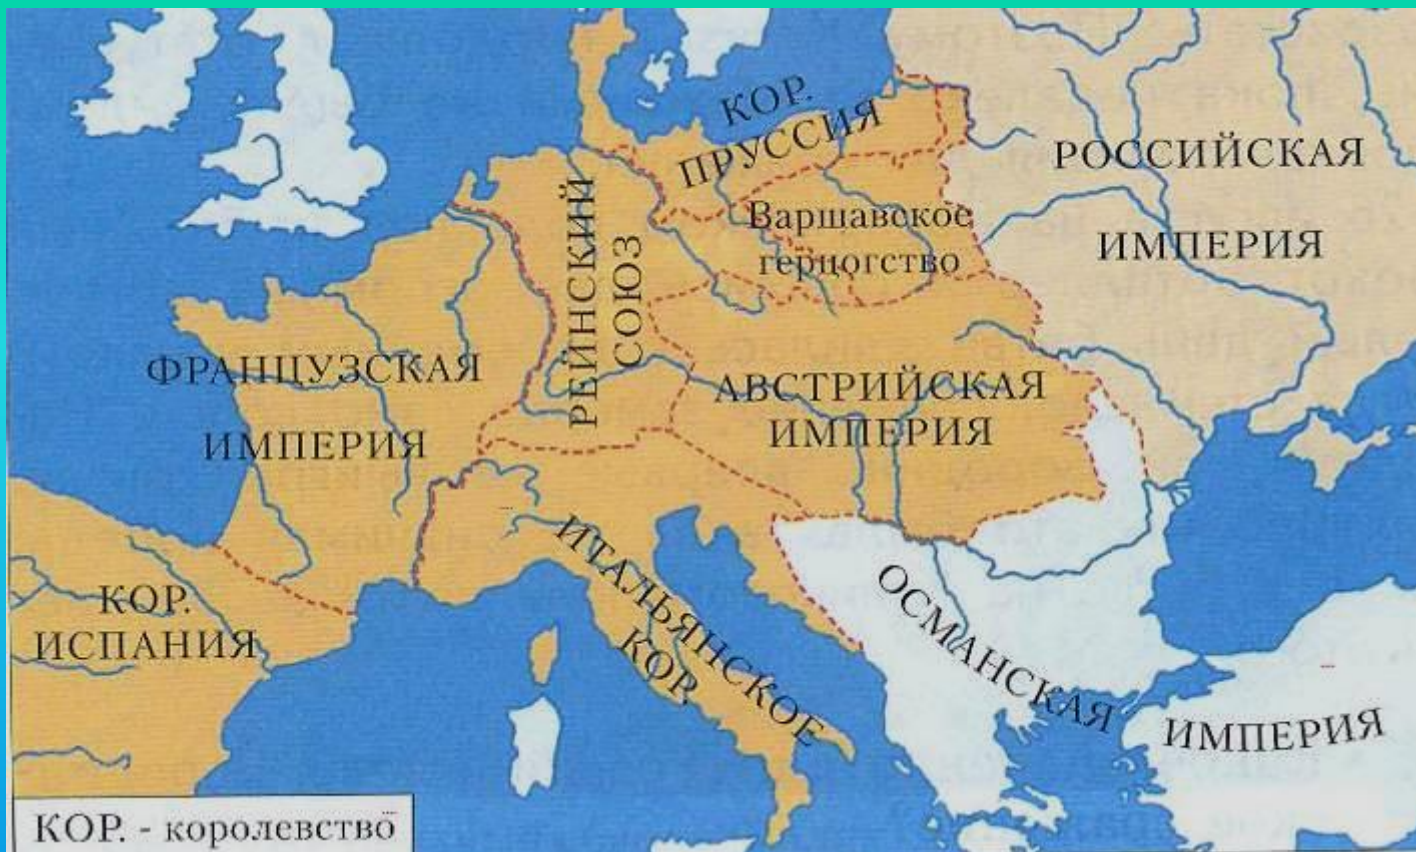 КОР.
ПРУССИЯ
РОССИЙСКАЯ
ИМПЕРИЯ
Варшавское
герцогство
РЕЙНСКИЙ
СОЮЗ
ФРАНЦУЗСКАЯ
ИМПЕРИЯ
АВСТРИЙСКАЯ
ИМПЕРИЯ
КОР.
ИСПАНИЯ
ИТАЛЬЯНСКОЕ
КОР.
ОСМАНСКАЯ
ИМПЕРИЯ
КОР. - королевство